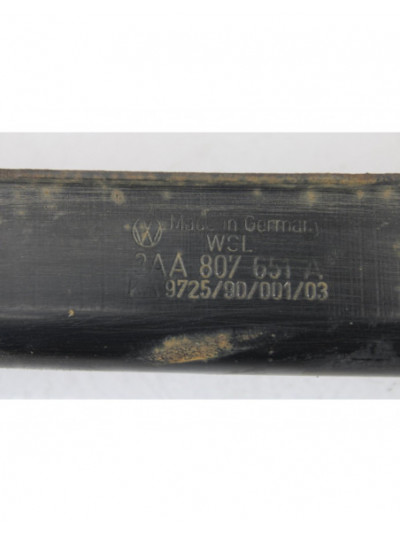 Made in Germany
WSL
3AA 807 651 A
9725/90/001/03